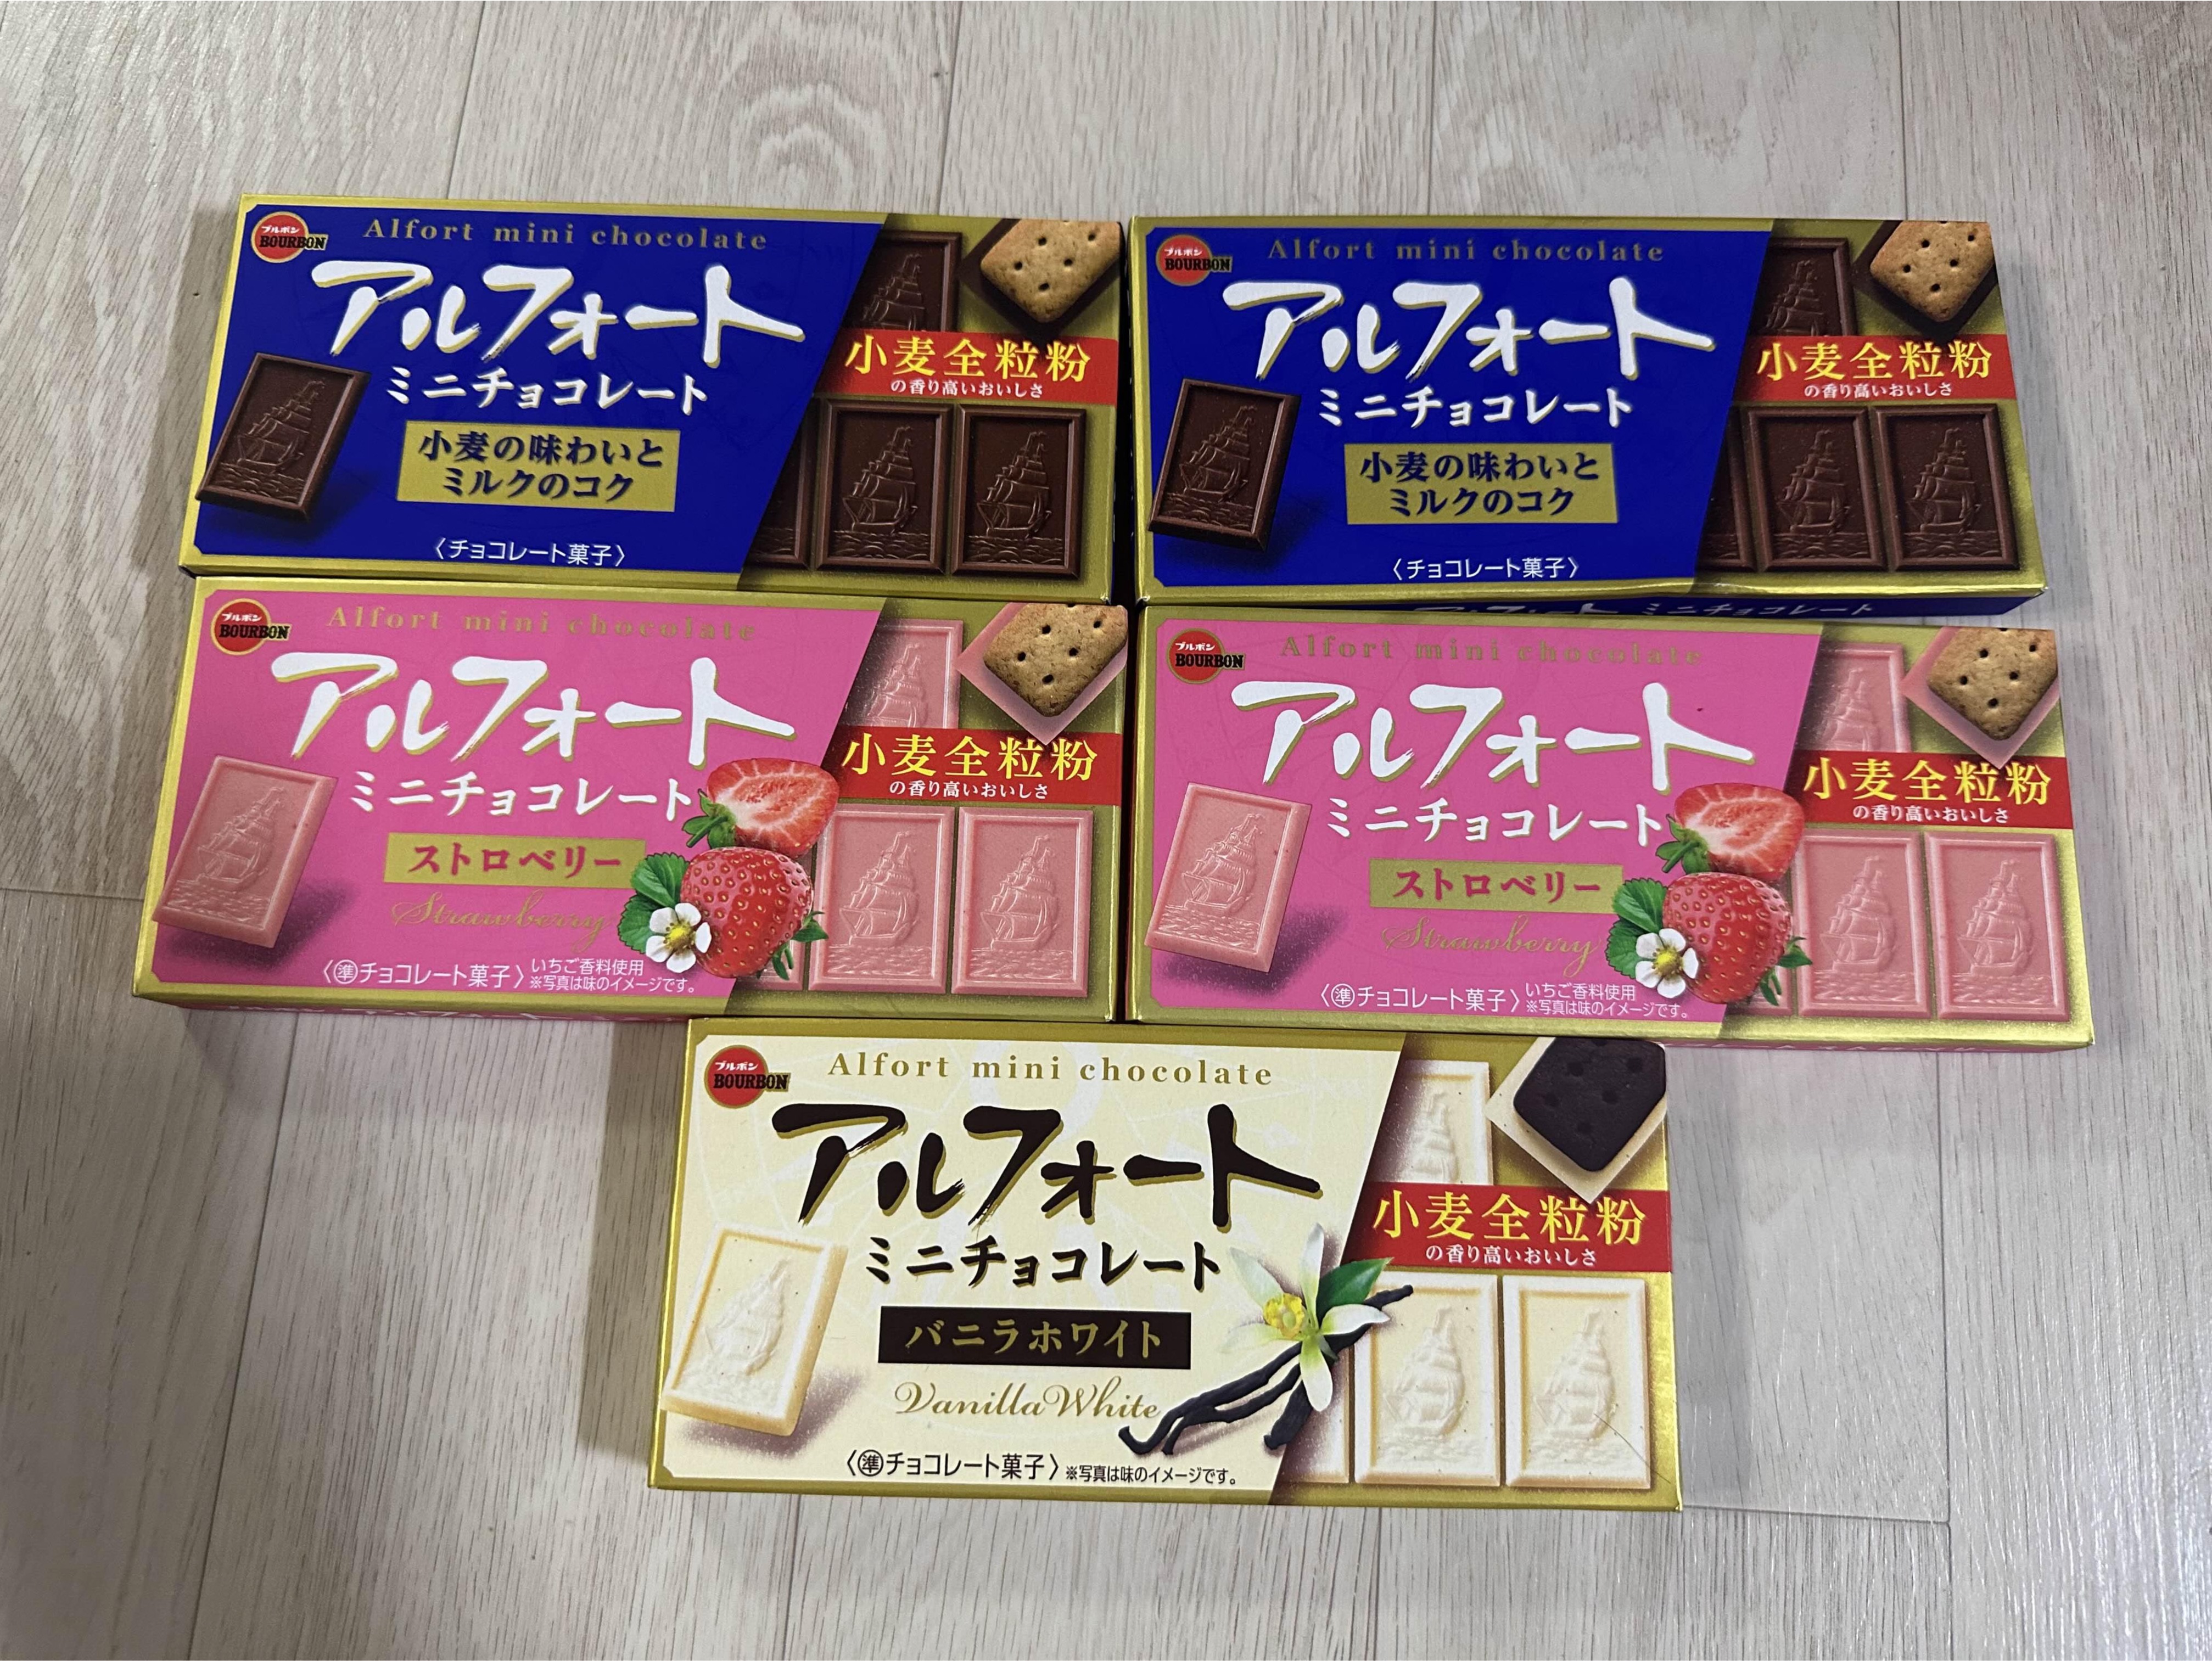 ブルボン
BOURBON
Alfort mini chocolate
アルフォート
ミニチョコレート
小麦の味わいと
ミルクのコク
〈チョコレート菓子〉
小麦全粒粉
の香り高いおいしさ
ブルボン
BOURBON
Alfort mini chocolate
アルフォート
ミニチョコレート
小麦の味わいと
ミルクのコク
〈チョコレート菓子〉
小麦全粒粉
の香り高いおいしさ
アルフォート ミニチョコレート
ブルボン
BOURBON
Alfort mini chocolate
アルフォート
ミニチョコレート
ストロベリー
Strawberry
〈準チョコレート菓子〉
いちご香料使用
※写真は味のイメージです。
小麦全粒粉
の香り高いおいしさ
ブルボン
BOURBON
Alfort mini chocolate
アルフォート
ミニチョコレート
ストロベリー
Strawberry
〈準チョコレート菓子〉
いちご香料使用
※写真は味のイメージです。
小麦全粒粉
の香り高いおいしさ
ブルボン
BOURBON
Alfort mini chocolate
アルフォート
ミニチョコレート
バニラホワイト
Vanilla White
〈準チョコレート菓子〉※写真は味のイメージです。
小麦全粒粉
の香り高いおいしさ